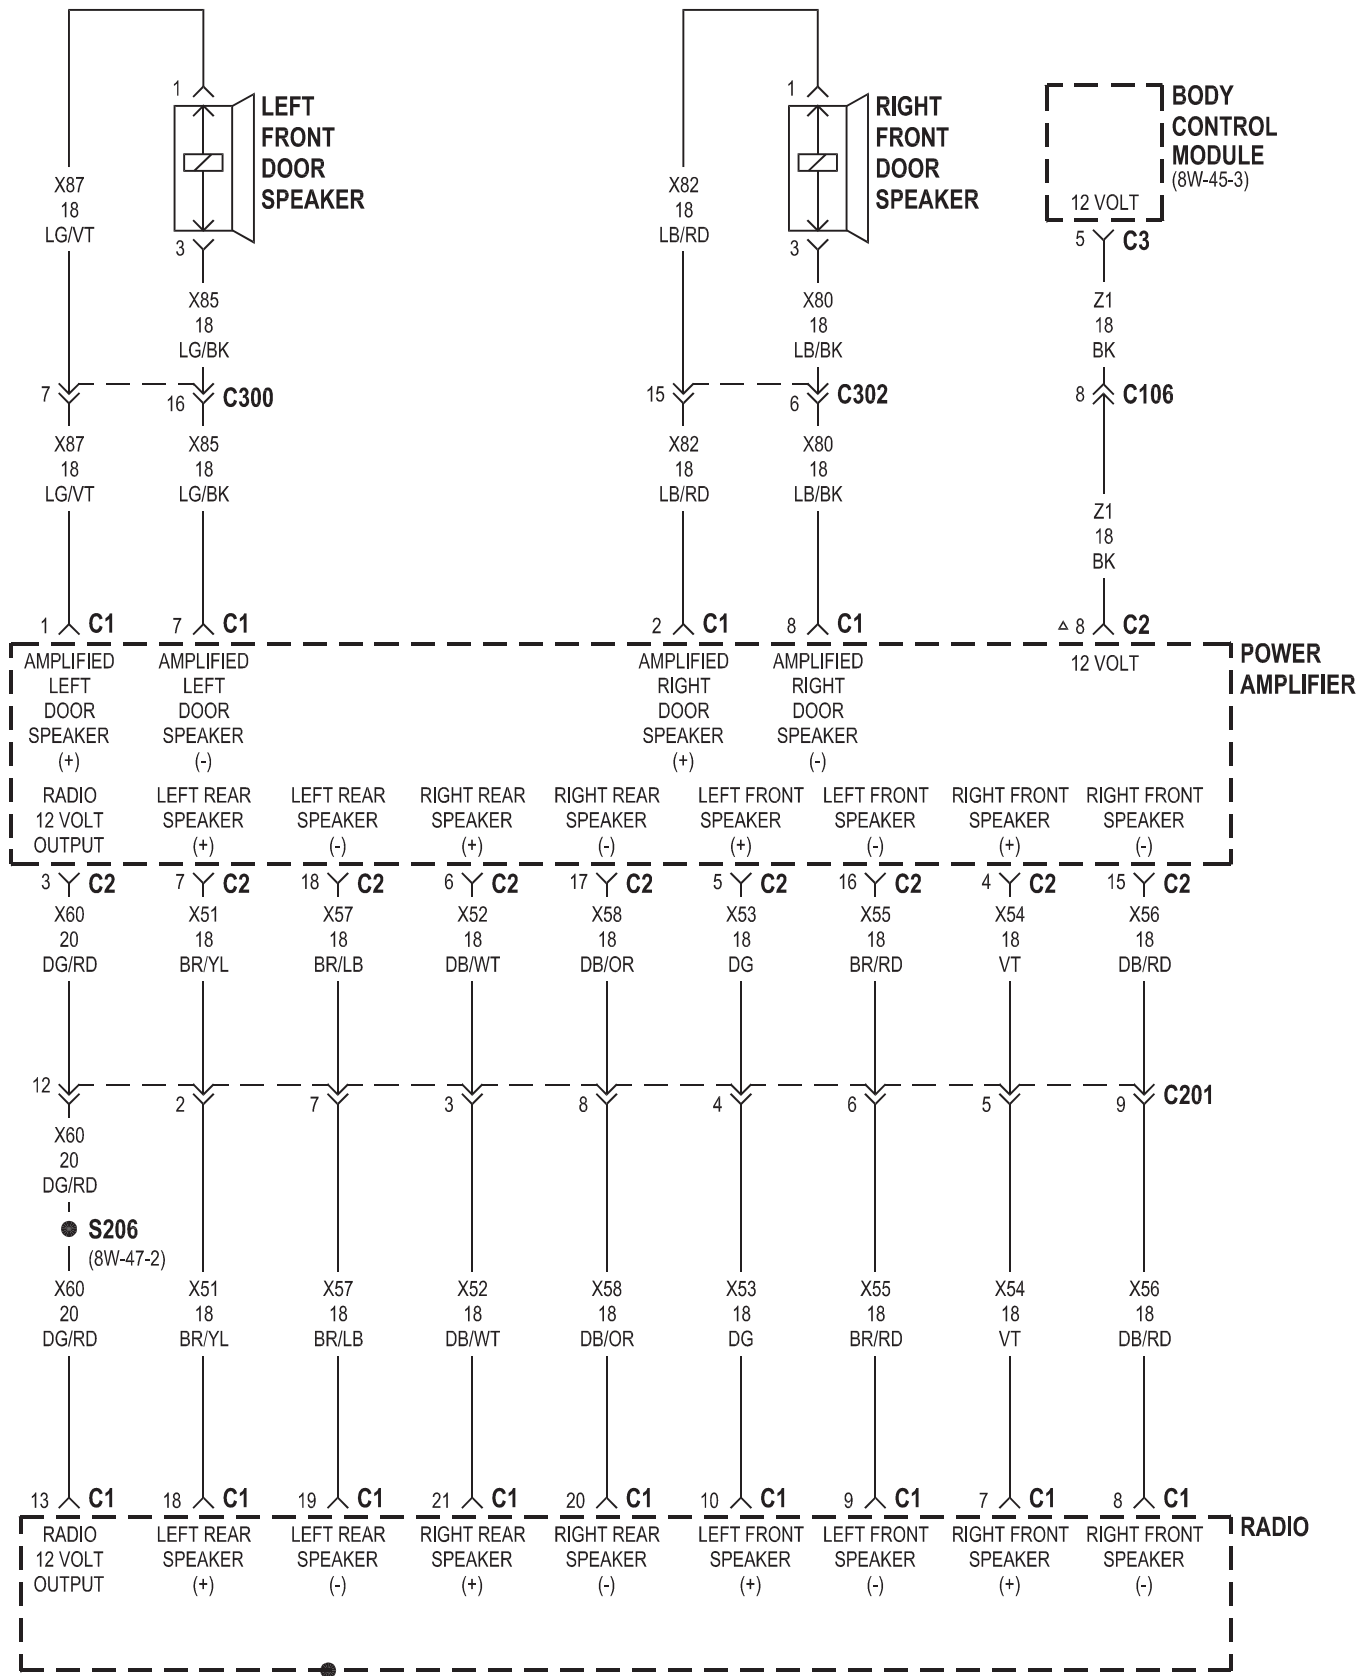 1
LEFT
FRONT
DOOR
SPEAKER
1
RIGHT
FRONT
DOOR
SPEAKER
BODY
CONTROL
MODULE
(8W-45-3)
X87
18
LG/VT
X82
18
LB/RD
12 VOLT
3
3
5 C3
X85
18
LG/BK
X80
18
LB/BK
Z1
18
BK
7
16 C300
15
6 C302
8 C106
X87
18
LG/VT
X85
18
LG/BK
X82
18
LB/RD
X80
18
LB/BK
Z1
18
BK
1 C1
7 C1
2 C1
8 C1
△ 8 C2
POWER
AMPLIFIER
AMPLIFIED
LEFT
DOOR
SPEAKER
(+)
AMPLIFIED
LEFT
DOOR
SPEAKER
(-)
AMPLIFIED
RIGHT
DOOR
SPEAKER
(+)
AMPLIFIED
RIGHT
DOOR
SPEAKER
(-)
12 VOLT
RADIO
12 VOLT
OUTPUT
LEFT REAR
SPEAKER
(+)
LEFT REAR
SPEAKER
(-)
RIGHT REAR
SPEAKER
(+)
RIGHT REAR
SPEAKER
(-)
LEFT FRONT
SPEAKER
(+)
LEFT FRONT
SPEAKER
(-)
RIGHT FRONT
SPEAKER
(+)
RIGHT FRONT
SPEAKER
(-)
3 C2
7 C2
18 C2
6 C2
17 C2
5 C2
16 C2
4 C2
15 C2
X60
20
DG/RD
X51
18
BR/YL
X57
18
BR/LB
X52
18
DB/WT
X58
18
DB/OR
X53
18
DG
X55
18
BR/RD
X54
18
VT
X56
18
DB/RD
12
2
7
3
8
4
6
5
9 C201
X60
20
DG/RD
S206
(8W-47-2)
X60
20
DG/RD
X51
18
BR/YL
X57
18
BR/LB
X52
18
DB/WT
X58
18
DB/OR
X53
18
DG
X55
18
BR/RD
X54
18
VT
X56
18
DB/RD
13 C1
18 C1
19 C1
21 C1
20 C1
10 C1
9 C1
7 C1
8 C1
RADIO
RADIO
12 VOLT
OUTPUT
LEFT REAR
SPEAKER
(+)
LEFT REAR
SPEAKER
(-)
RIGHT REAR
SPEAKER
(+)
RIGHT REAR
SPEAKER
(-)
LEFT FRONT
SPEAKER
(+)
LEFT FRONT
SPEAKER
(-)
RIGHT FRONT
SPEAKER
(+)
RIGHT FRONT
SPEAKER
(-)